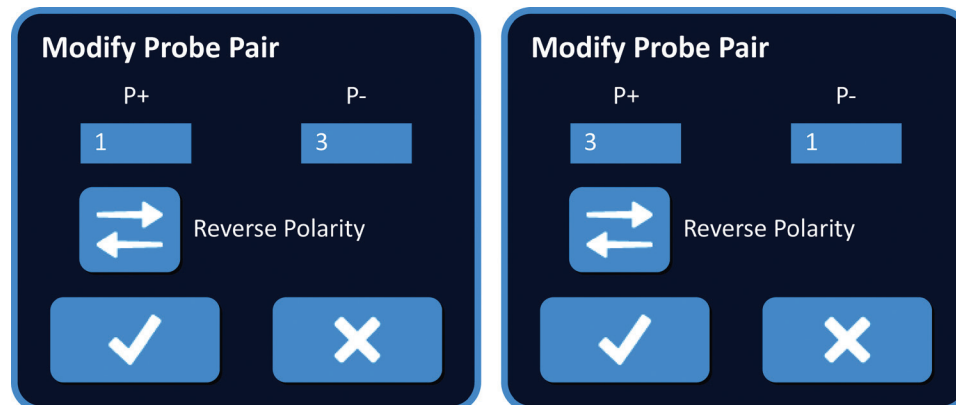 Modify Probe Pair
P+ P-
1 3
Reverse Polarity
Modify Probe Pair
P+ P-
3 1
Reverse Polarity